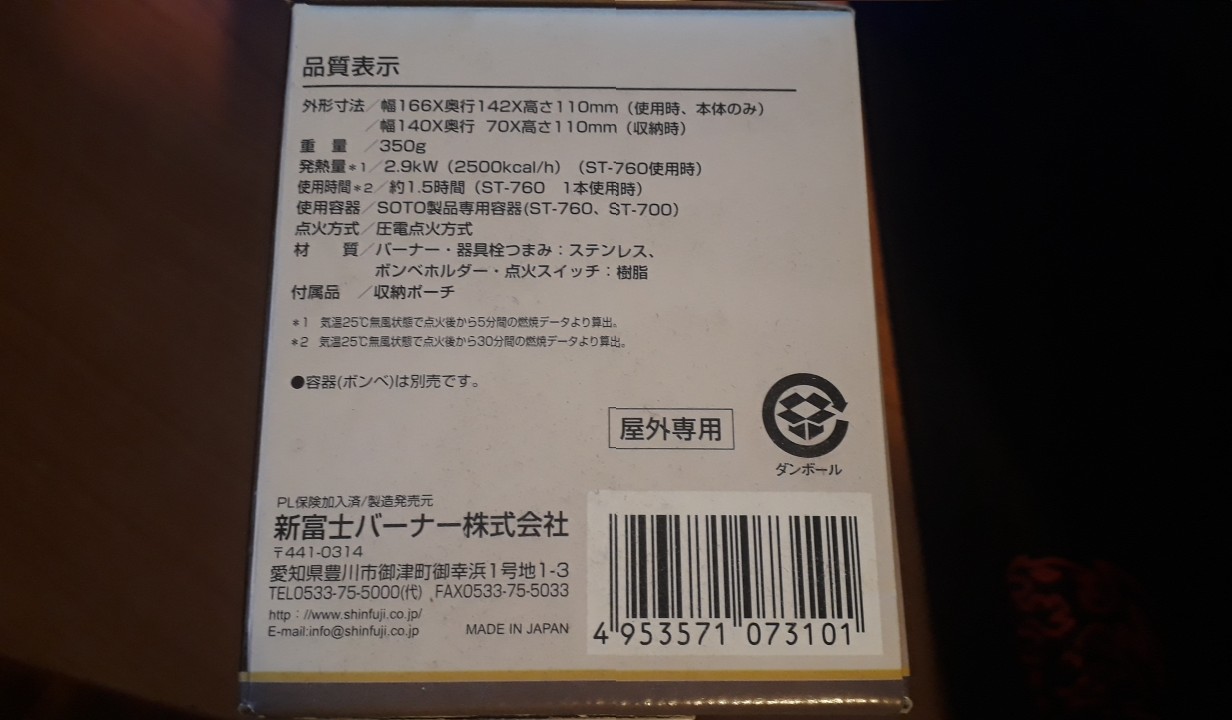 品質表示
外形寸法／幅166X奥行142X高さ110mm（使用時、本体のみ）
／幅140X奥行 70X高さ110mm（収納時）
重 量 ／350g
発熱量*1／2.9kW（2500kcal/h）（ST-760使用時）
使用時間*2／約1.5時間（ST-760 1本使用時）
使用容器／SOTO製品専用容器(ST-760、ST-700）
点火方式／圧電点火方式
材 質／バーナー・器具栓つまみ：ステンレス、
ボンベホルダー・点火スイッチ：樹脂
付属品 ／収納ポーチ
*1 気温25℃無風状態で点火後から5分間の燃焼データより算出。
*2 気温25℃無風状態で点火後から30分間の燃焼データより算出。
●容器(ボンベ)は別売です。
屋外専用
ダンボール
PL保険加入済/製造発売元
新富士バーナー株式会社
〒441-0314
愛知県豊川市御津町御幸浜1号地1-3
TEL0533-75-5000(代) FAX0533-75-5033
http：//www.shinfuji.co.jp/
E-mail:info@shinfuji.co.jp MADE IN JAPAN
4 953571 073101